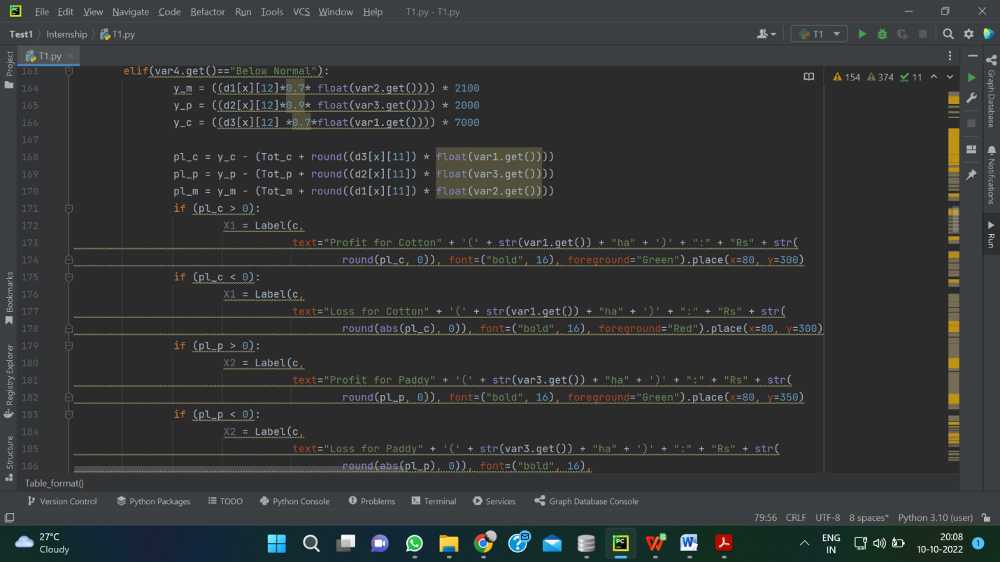 PC File Edit View Navigate Code Refactor Run Tools VCS Window Help T1.py - T1.py
Test1 Internship T1.py T1
T1.py
Project
Bookmarks
Registry Explorer
Structure
Graph Database
Notifications
Run
154 374 11
163 elif(var4.get()=="Below Normal"):
164 y_m = ((d1[x][12]*0.7* float(var2.get()))) * 2100
165 y_p = ((d2[x][12]*0.9* float(var3.get()))) * 2000
166 y_c = ((d3[x][12] *0.7*float(var1.get()))) * 7000
167
168 pl_c = y_c - (Tot_c + round((d3[x][11]) * float(var1.get())))
169 pl_p = y_p - (Tot_p + round((d2[x][11]) * float(var3.get())))
170 pl_m = y_m - (Tot_m + round((d1[x][11]) * float(var2.get())))
171 if (pl_c > 0):
172 X1 = Label(c,
173 text="Profit for Cotton" + '(' + str(var1.get()) + "ha" + ')' + ":" + "Rs" + str(
174 round(pl_c, 0)), font=("bold", 16), foreground="Green").place(x=80, y=300)
175 if (pl_c < 0):
176 X1 = Label(c,
177 text="Loss for Cotton" + '(' + str(var1.get()) + "ha" + ')' + ":" + "Rs" + str(
178 round(abs(pl_c), 0)), font=("bold", 16), foreground="Red").place(x=80, y=300)
179 if (pl_p > 0):
180 X2 = Label(c,
181 text="Profit for Paddy" + '(' + str(var3.get()) + "ha" + ')' + ":" + "Rs" + str(
182 round(pl_p, 0)), font=("bold", 16), foreground="Green").place(x=80, y=350)
183 if (pl_p < 0):
184 X2 = Label(c,
185 text="Loss for Paddy" + '(' + str(var3.get()) + "ha" + ')' + ":" + "Rs" + str(
186 round(abs(pl_p), 0)), font=("bold", 16),
Table_format()
Version Control Python Packages TODO Python Console Problems Terminal Services Graph Database Console
79:56 CRLF UTF-8 8 spaces* Python 3.10 (user)
27°C
Cloudy
PC
ENG
IN
20:08
10-10-2022
1